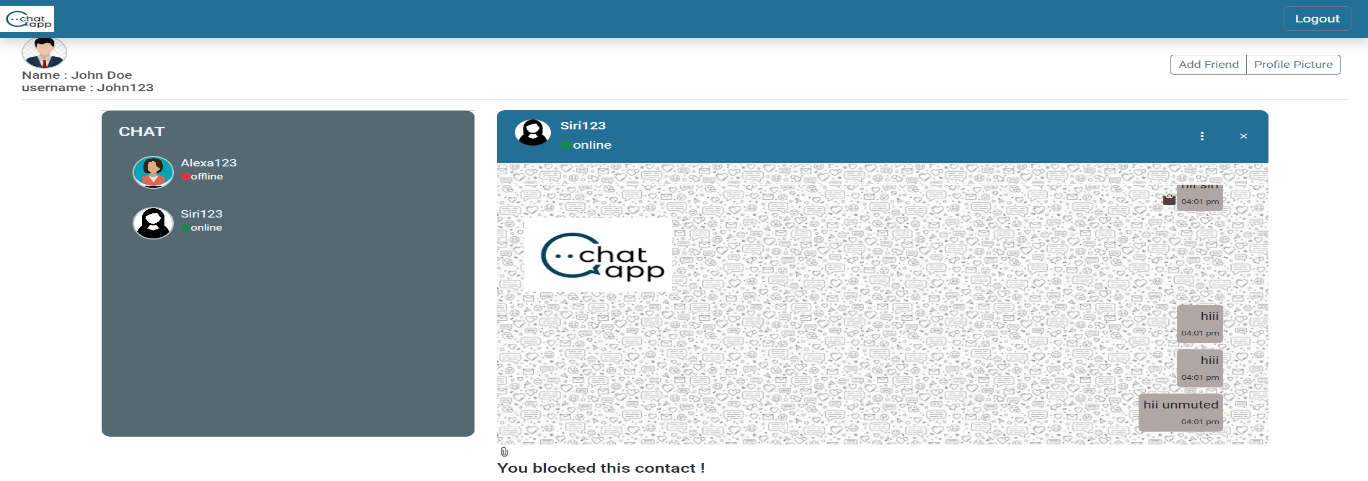 chat
app
Logout
Name : John Doe
username : John123
Add Friend
Profile Picture
CHAT
Alexa123
offline
Siri123
online
Siri123
online
×
hii siri
04:01 pm
chat
app
hiii
04:01 pm
hiii
04:01 pm
hii unmuted
04:01 pm
You blocked this contact !